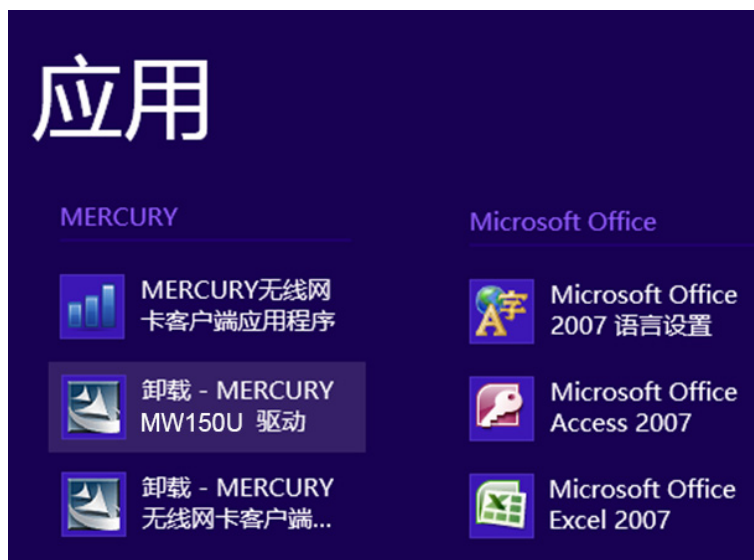 应用
MERCURY
MERCURY无线网
卡客户端应用程序
卸载 - MERCURY
MW150U 驱动
卸载 - MERCURY
无线网卡客户端...
Microsoft Office
Microsoft Office
2007 语言设置
Microsoft Office
Access 2007
Microsoft Office
Excel 2007